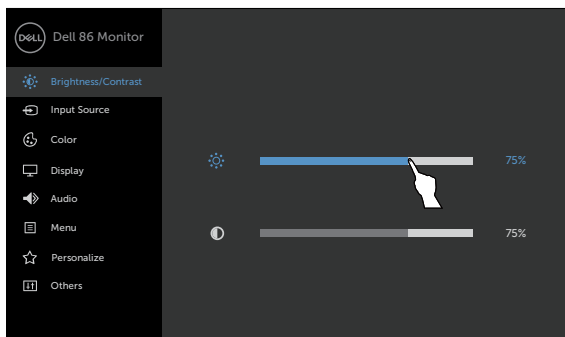 DELL Dell 86 Monitor
Brightness/Contrast
Input Source
Color
Display
Audio
Menu
Personalize
Others
75%
75%